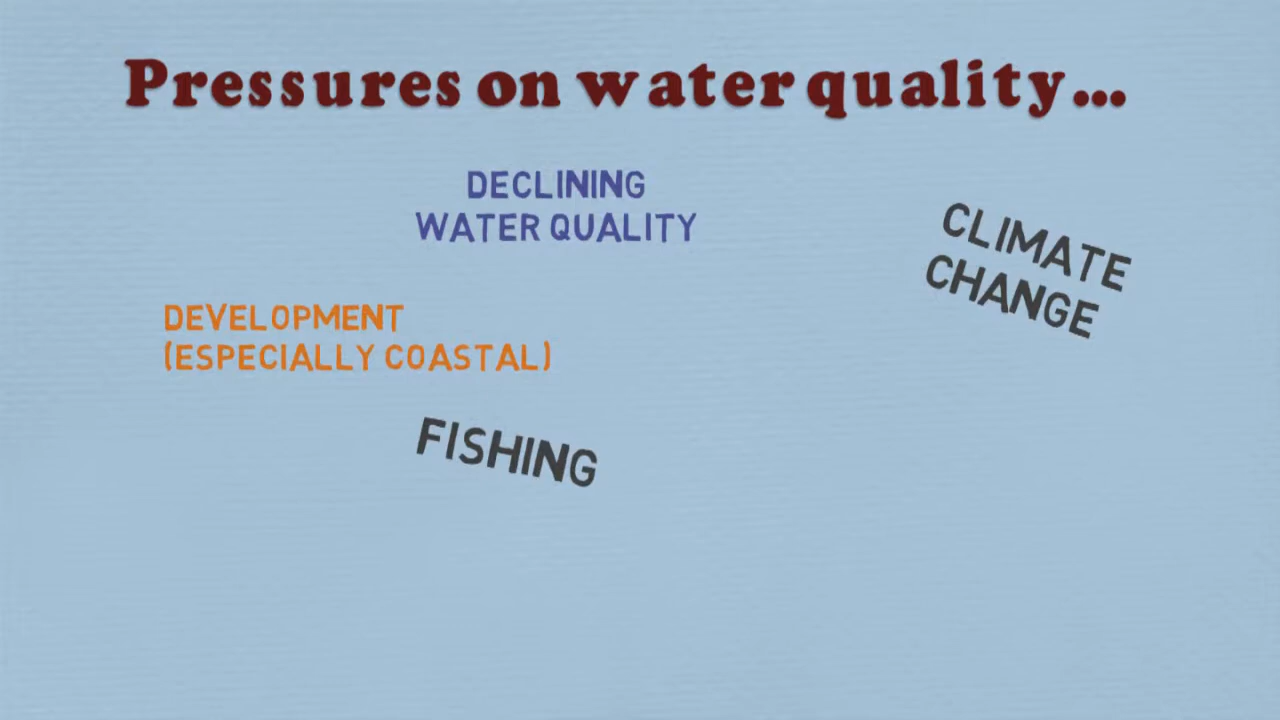 Pressures on water quality...
DECLINING
WATER QUALITY
CLIMATE
CHANGE
DEVELOPMENT
(ESPECIALLY COASTAL)
FISHING